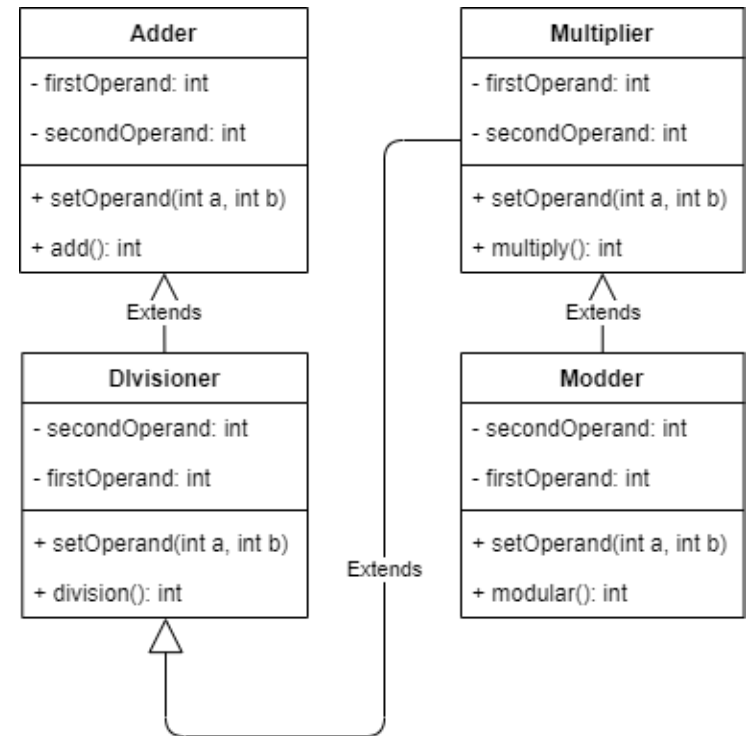 Adder
- firstOperand: int
- secondOperand: int
+ setOperand(int a, int b)
+ add(): int
Extends
DIvisioner
- secondOperand: int
- firstOperand: int
+ setOperand(int a, int b)
+ division(): int
Multiplier
- firstOperand: int
- secondOperand: int
+ setOperand(int a, int b)
+ multiply(): int
Extends
Modder
- secondOperand: int
- firstOperand: int
+ setOperand(int a, int b)
+ modular(): int
Extends